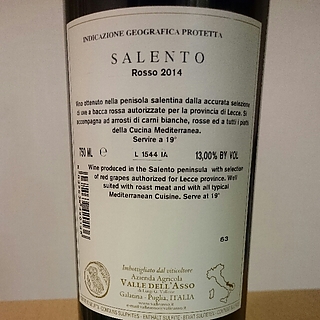 INDICAZIONE GEOGRAFICA PROTETTA
SALENTO
Rosso 2014
Vino ottenuto nella penisola salentina dalla accurata selezione
di uve a bacca rossa autorizzate per la provincia di Lecce. Si
accompagna ad arrosti di carni bianche, rosse ed a tutti i piatti
della Cucina Mediterranea.
Servire a 19°
750 ML e L 1544 IA 13,00% BY VOL
Wine produced in the Salento peninsula with selection
of red grapes authorized for Lecce province. Well
suited with roast meat and with all typical
Mediterranean Cuisine. Serve at 19°
63
Imbottigliato dal viticoltore
Azienda Agricola
VALLE DELL'ASSO
Galatina - Puglia, ITALIA
CONTAINS SULPHITES - ENTHÄLT SULFITE